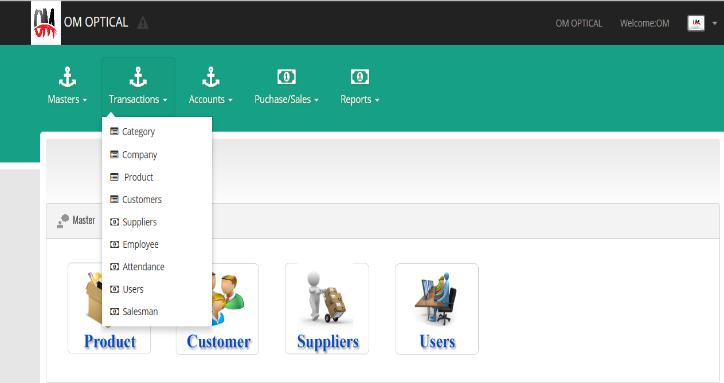 OM
OM OPTICAL
OM OPTICAL
Welcome:OM
Masters
Transactions
Accounts
Puchase/Sales
Reports
Category
Company
Product
Customers
Suppliers
Employee
Attendance
Users
Salesman
Master
Product
Customer
Suppliers
Users